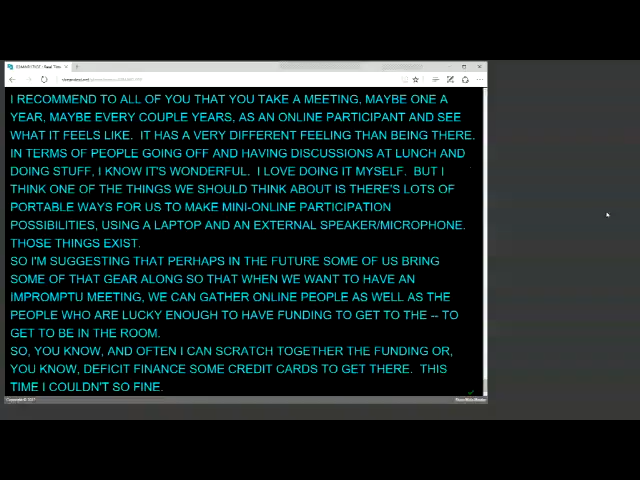 I RECOMMEND TO ALL OF YOU THAT YOU TAKE A MEETING, MAYBE ONE A
YEAR, MAYBE EVERY COUPLE YEARS, AS AN ONLINE PARTICIPANT AND SEE
WHAT IT FEELS LIKE.  IT HAS A VERY DIFFERENT FEELING THAN BEING THERE.
IN TERMS OF PEOPLE GOING OFF AND HAVING DISCUSSIONS AT LUNCH AND
DOING STUFF, I KNOW IT'S WONDERFUL.  I LOVE DOING IT MYSELF.  BUT I
THINK ONE OF THE THINGS WE SHOULD THINK ABOUT IS THERE'S LOTS OF
PORTABLE WAYS FOR US TO MAKE MINI-ONLINE PARTICIPATION
POSSIBILITIES, USING A LAPTOP AND AN EXTERNAL SPEAKER/MICROPHONE.
THOSE THINGS EXIST.
SO I'M SUGGESTING THAT PERHAPS IN THE FUTURE SOME OF US BRING
SOME OF THAT GEAR ALONG SO THAT WHEN WE WANT TO HAVE AN
IMPROMPTU MEETING, WE CAN GATHER ONLINE PEOPLE AS WELL AS THE
PEOPLE WHO ARE LUCKY ENOUGH TO HAVE FUNDING TO GET TO THE -- TO
GET TO BE IN THE ROOM.
SO, YOU KNOW, AND OFTEN I CAN SCRATCH TOGETHER THE FUNDING OR,
YOU KNOW, DEFICIT FINANCE SOME CREDIT CARDS TO GET THERE.  THIS
TIME I COULDN'T SO FINE.